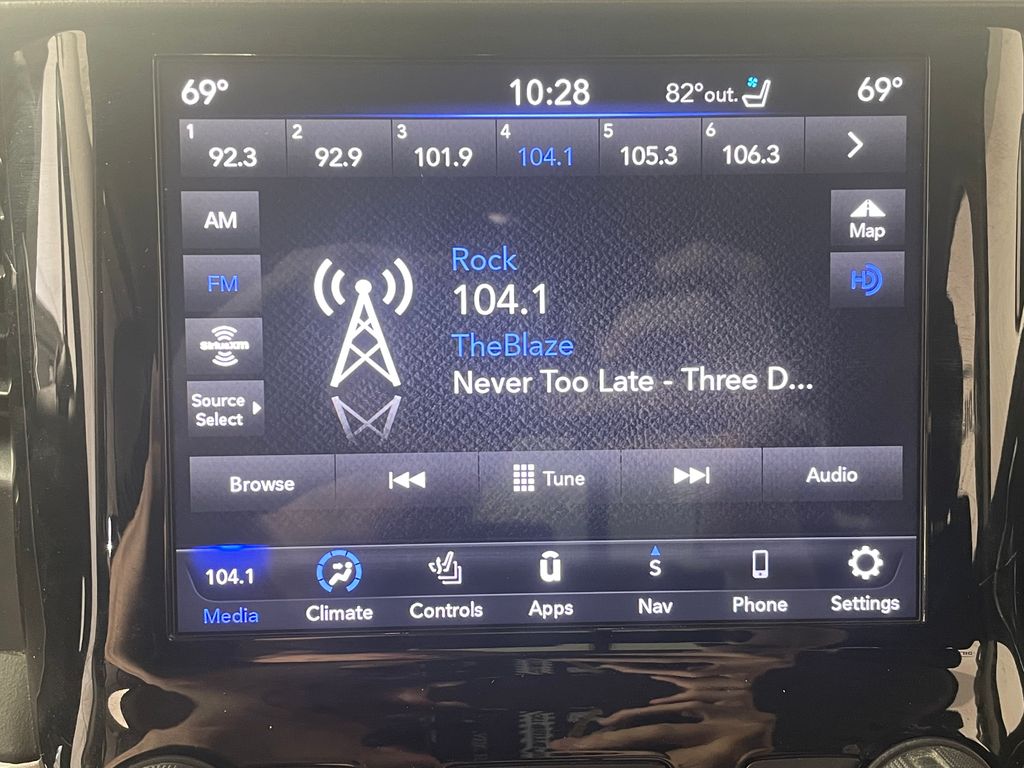 69° 10:28 82°out. 69°
1 92.3 2 92.9 3 101.9 4 104.1 5 105.3 6 106.3
AM
Map
FM
HD
Rock
104.1
TheBlaze
Never Too Late - Three D...
SiriusXm
Source
Select
Browse Tune Audio
104.1 S
Media Climate Controls Apps Nav Phone Settings